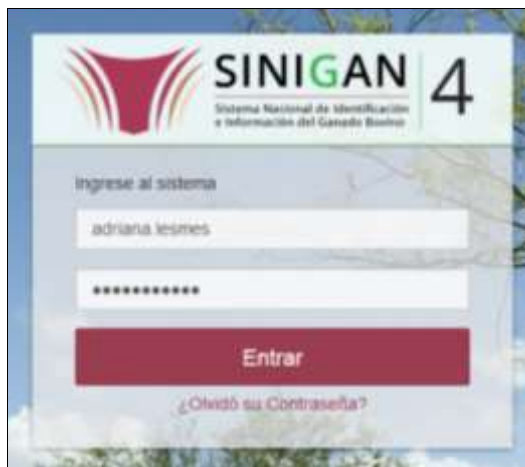 SINIGAN 4
Sistema Nacional de Identificación
e Información del Ganado Bovino
Ingrese al sistema
adriana.lesmes
•••••••••••
Entrar
¿Olvidó su Contraseña?